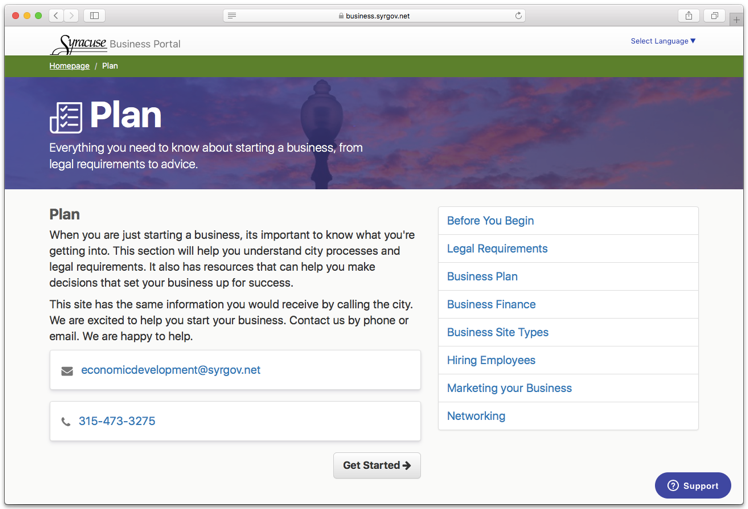 business.syrgov.net
Syracuse Business Portal
Select Language ▼
Homepage / Plan
Plan
Everything you need to know about starting a business, from
legal requirements to advice.
Plan
When you are just starting a business, its important to know what you're
getting into. This section will help you understand city processes and
legal requirements. It also has resources that can help you make
decisions that set your business up for success.
This site has the same information you would receive by calling the city.
We are excited to help you start your business. Contact us by phone or
email. We are happy to help.
economicdevelopment@syrgov.net
315-473-3275
Get Started →
Before You Begin
Legal Requirements
Business Plan
Business Finance
Business Site Types
Hiring Employees
Marketing your Business
Networking
? Support